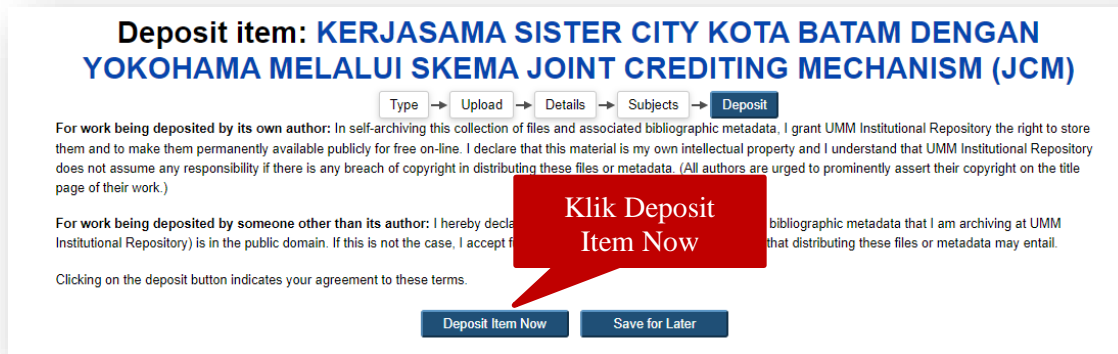 Deposit item: KERJASAMA SISTER CITY KOTA BATAM DENGAN
YOKOHAMA MELALUI SKEMA JOINT CREDITING MECHANISM (JCM)
Type → Upload → Details → Subjects → Deposit
For work being deposited by its own author: In self-archiving this collection of files and associated bibliographic metadata, I grant UMM Institutional Repository the right to store
them and to make them permanently available publicly for free on-line. I declare that this material is my own intellectual property and I understand that UMM Institutional Repository
does not assume any responsibility if there is any breach of copyright in distributing these files or metadata. (All authors are urged to prominently assert their copyright on the title
page of their work.)
For work being deposited by someone other than its author: I hereby decla bibliographic metadata that I am archiving at UMM
Institutional Repository) is in the public domain. If this is not the case, I accept f that distributing these files or metadata may entail.
Klik Deposit
Item Now
Clicking on the deposit button indicates your agreement to these terms.
Deposit Item Now Save for Later